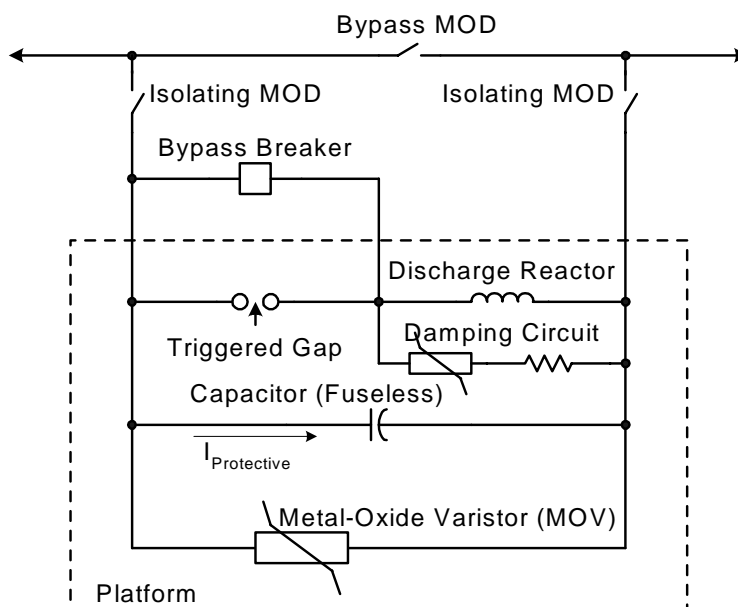 Bypass MOD
Isolating MOD
Isolating MOD
Bypass Breaker
Discharge Reactor
Triggered Gap
Damping Circuit
Capacitor (Fuseless)
I Protective
Metal-Oxide Varistor (MOV)
Platform